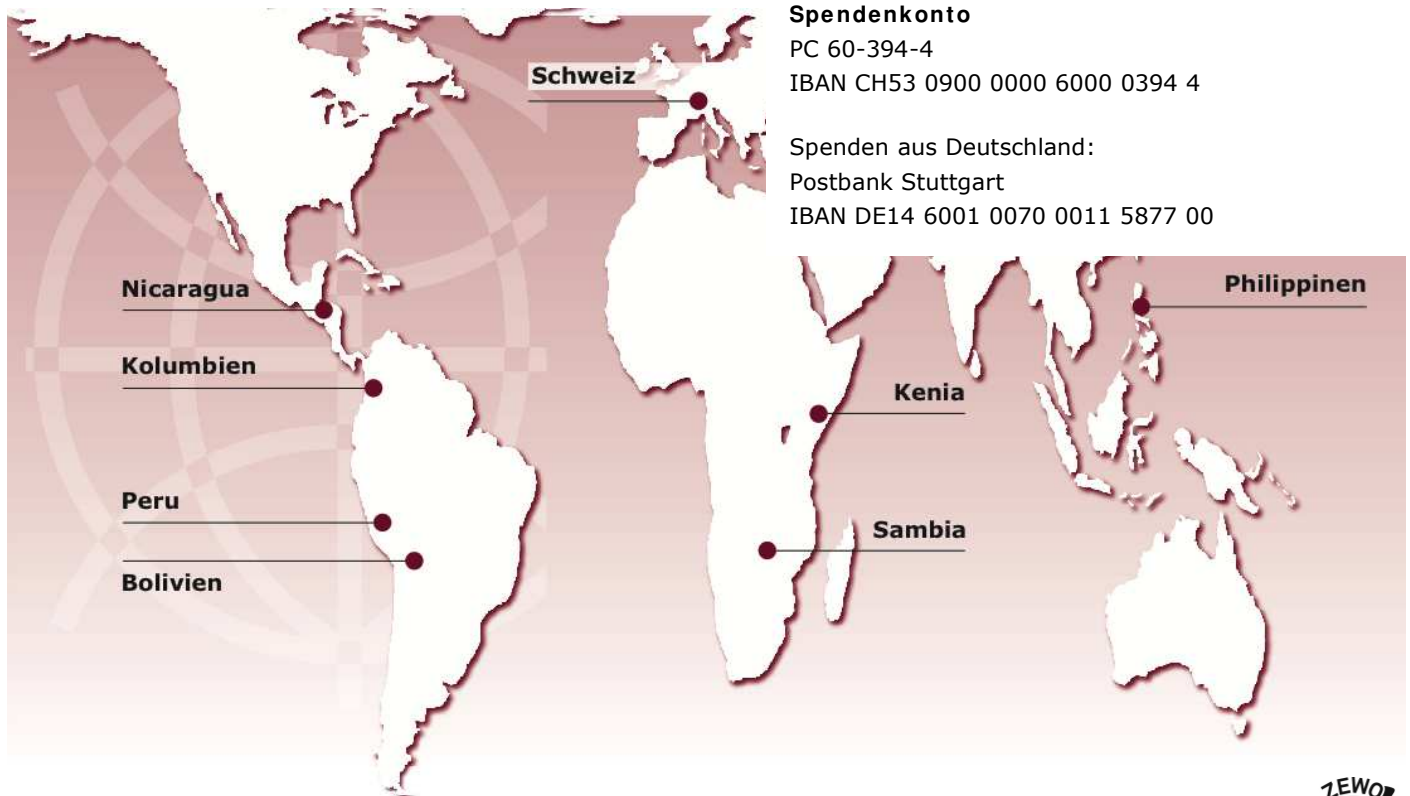 Spendenkonto
PC 60-394-4
IBAN CH53 0900 0000 6000 0394 4
Spenden aus Deutschland:
Postbank Stuttgart
IBAN DE14 6001 0070 0011 5877 00
Schweiz
Nicaragua
Philippinen
Kolumbien
Kenia
Peru
Sambia
Bolivien